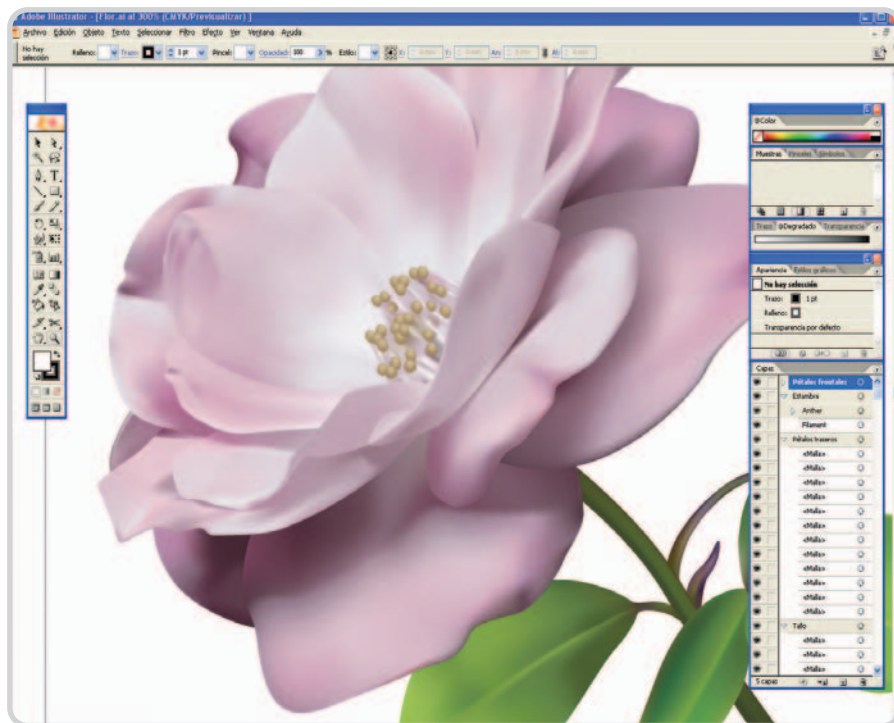 Adobe Illustrator - [Flor.ai al 300% (CMYK/Previsualizar) ]
Archivo Edición Objeto Texto Seleccionar Filtro Efecto Ver Ventana Ayuda
No hay selección Relleno: Trazo: 1 pt Pincel: Opacidad: 100 % Estilo: X: Y: An: Al:
Color
Muestras Pinceles Símbolos
Trazo Degradado Transparencia
Apariencia Estilos gráficos
No hay selección
Trazo: 1 pt
Relleno:
Transparencia por defecto
Capas
Pétalos frontales
Estambre
Anther
Filament
Pétalos traseros
<Malla>
<Malla>
<Malla>
<Malla>
<Malla>
<Malla>
<Malla>
<Malla>
<Malla>
<Malla>
<Malla>
<Malla>
Tallo
<Malla>
<Malla>
<Malla>
5 capas